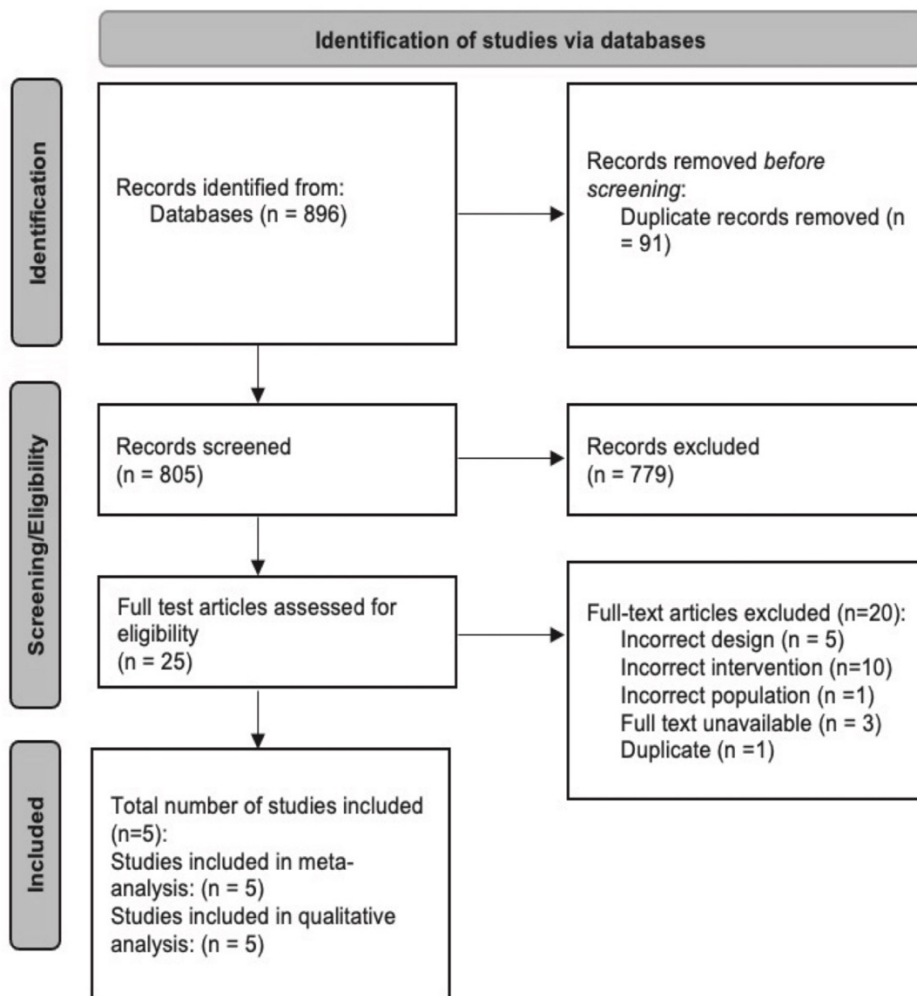 Identification of studies via databases
Identification
Records identified from:
Databases (n = 896)
Records removed before
screening:
Duplicate records removed (n
= 91)
Screening/Eligibility
Records screened
(n = 805)
Records excluded
(n = 779)
Full test articles assessed for
eligibility
(n = 25)
Full-text articles excluded (n=20):
Incorrect design (n = 5)
Incorrect intervention (n=10)
Incorrect population (n =1)
Full text unavailable (n = 3)
Duplicate (n =1)
Included
Total number of studies included
(n=5):
Studies included in meta-
analysis: (n = 5)
Studies included in qualitative
analysis: (n = 5)